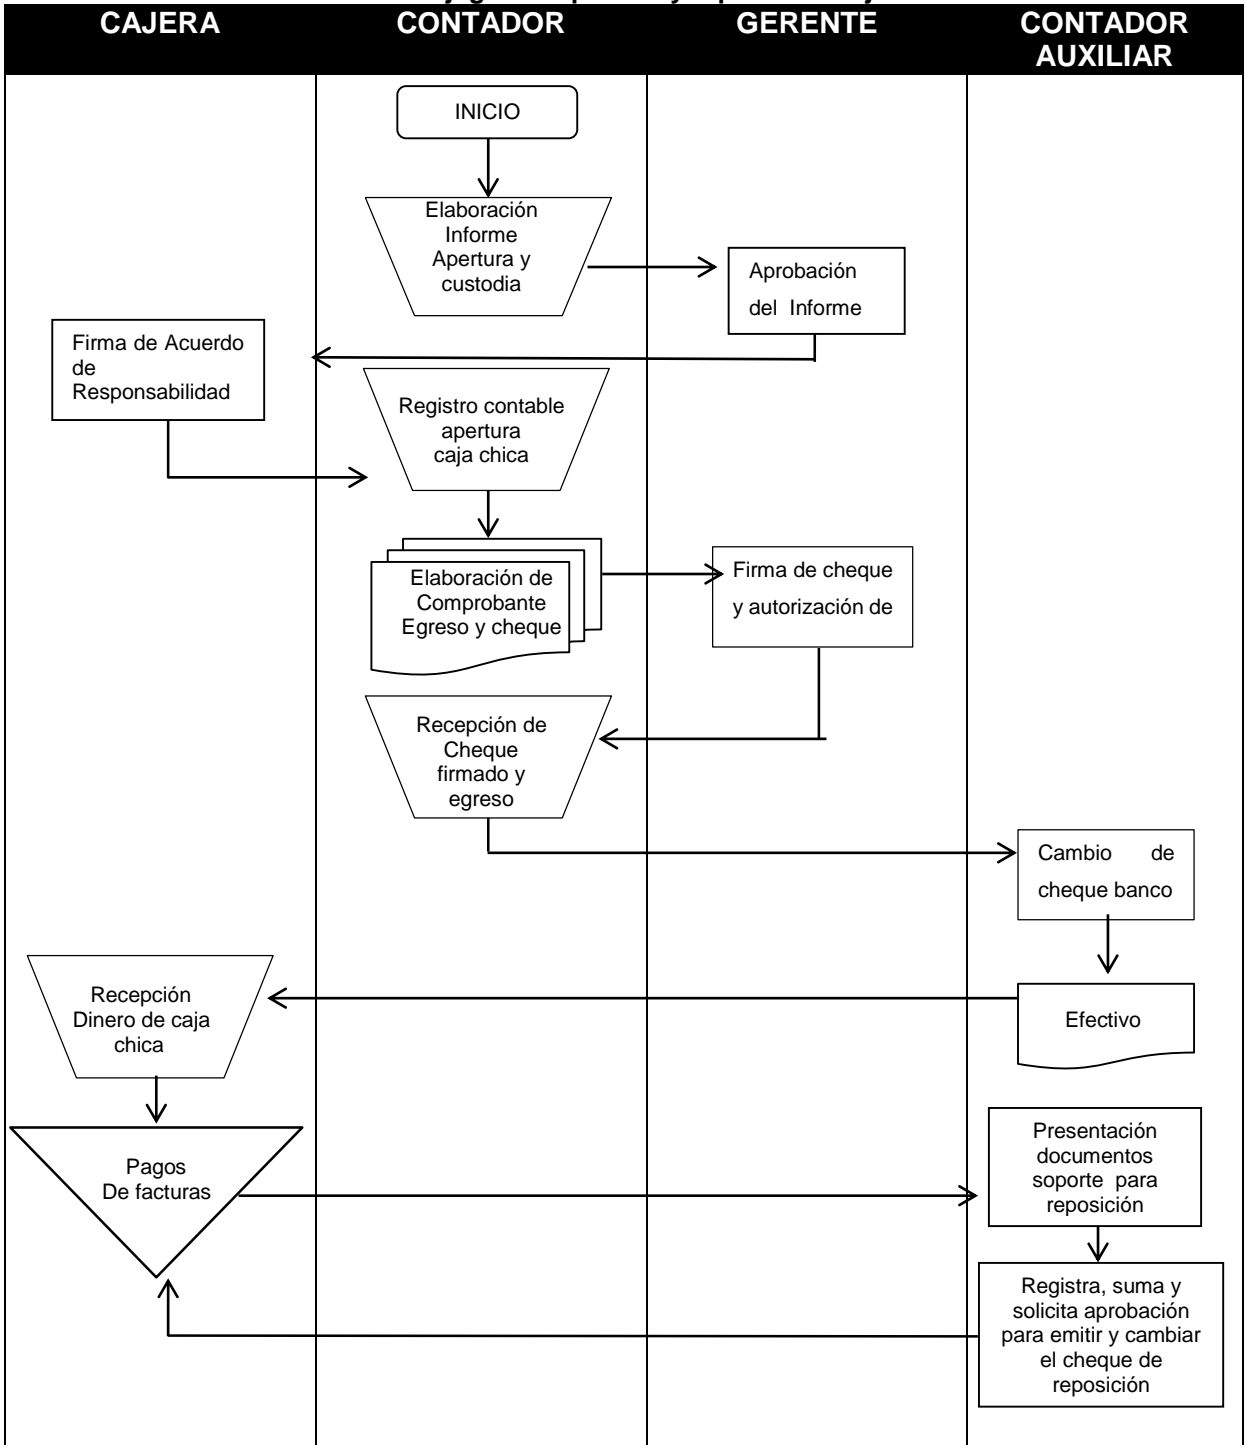 CAJERA
CONTADOR
GERENTE
CONTADOR
AUXILIAR
INICIO
Elaboración
Informe
Apertura y
custodia
Aprobación
del Informe
Firma de Acuerdo
de
Responsabilidad
Registro contable
apertura
caja chica
Elaboración de
Comprobante
Egreso y cheque
Firma de cheque
y autorización de
Recepción de
Cheque
firmado y
egreso
Cambio de
cheque banco
Efectivo
Recepción
Dinero de caja
chica
Pagos
De facturas
Presentación
documentos
soporte para
reposición
Registra, suma y
solicita aprobación
para emitir y cambiar
el cheque de
reposición